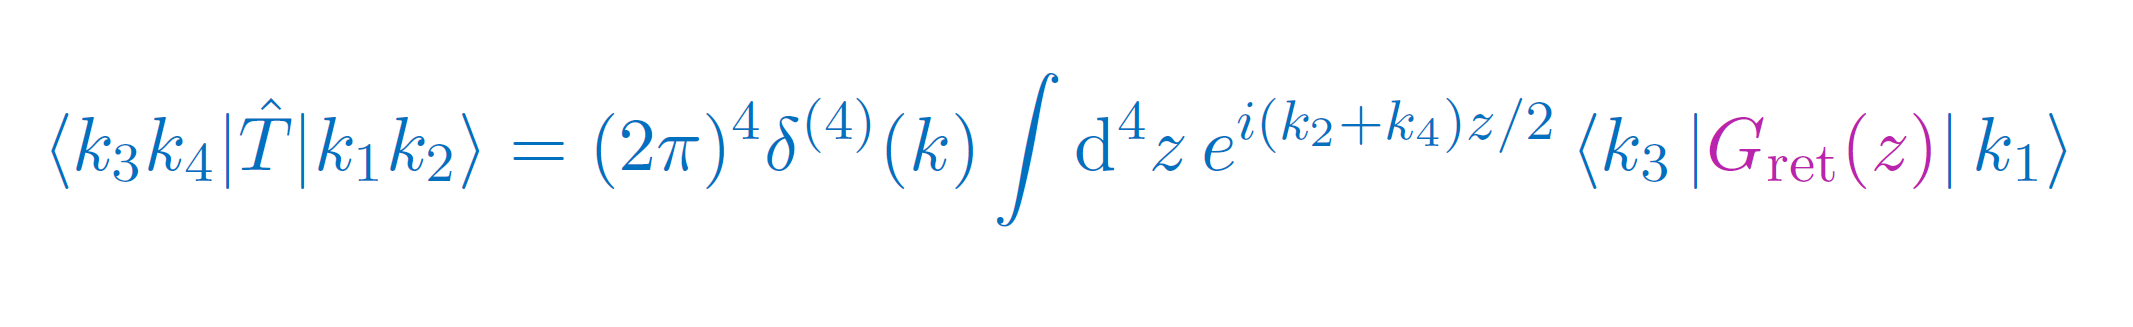 ⟨k₃k₄|T̂|k₁k₂⟩ = (2π)⁴δ⁽⁴⁾(k) ∫ d⁴z e^{i(k₂+k₄)z/2} ⟨k₃|G_ret(z)|k₁⟩